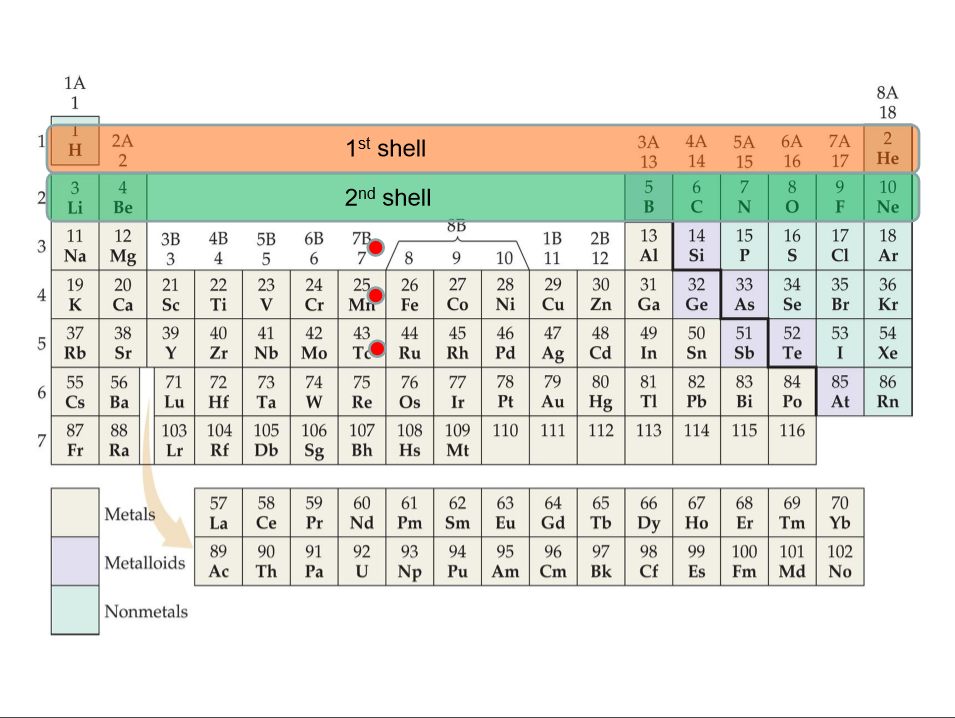 1A
1
8A
18
1 1 H 2A 2 1st shell 3A 13 4A 14 5A 15 6A 16 7A 17 2 He
2 3 Li 4 Be 2nd shell 5 B 6 C 7 N 8 O 9 F 10 Ne
8B
3 11 Na 12 Mg 3B 3 4B 4 5B 5 6B 6 7B 7 8 9 10 1B 11 2B 12 13 Al 14 Si 15 P 16 S 17 Cl 18 Ar
4 19 K 20 Ca 21 Sc 22 Ti 23 V 24 Cr 25 Mn 26 Fe 27 Co 28 Ni 29 Cu 30 Zn 31 Ga 32 Ge 33 As 34 Se 35 Br 36 Kr
5 37 Rb 38 Sr 39 Y 40 Zr 41 Nb 42 Mo 43 Tc 44 Ru 45 Rh 46 Pd 47 Ag 48 Cd 49 In 50 Sn 51 Sb 52 Te 53 I 54 Xe
6 55 Cs 56 Ba 71 Lu 72 Hf 73 Ta 74 W 75 Re 76 Os 77 Ir 78 Pt 79 Au 80 Hg 81 Tl 82 Pb 83 Bi 84 Po 85 At 86 Rn
7 87 Fr 88 Ra 103 Lr 104 Rf 105 Db 106 Sg 107 Bh 108 Hs 109 Mt 110 111 112 113 114 115 116
Metals
57 La 58 Ce 59 Pr 60 Nd 61 Pm 62 Sm 63 Eu 64 Gd 65 Tb 66 Dy 67 Ho 68 Er 69 Tm 70 Yb
Metalloids
89 Ac 90 Th 91 Pa 92 U 93 Np 94 Pu 95 Am 96 Cm 97 Bk 98 Cf 99 Es 100 Fm 101 Md 102 No
Nonmetals